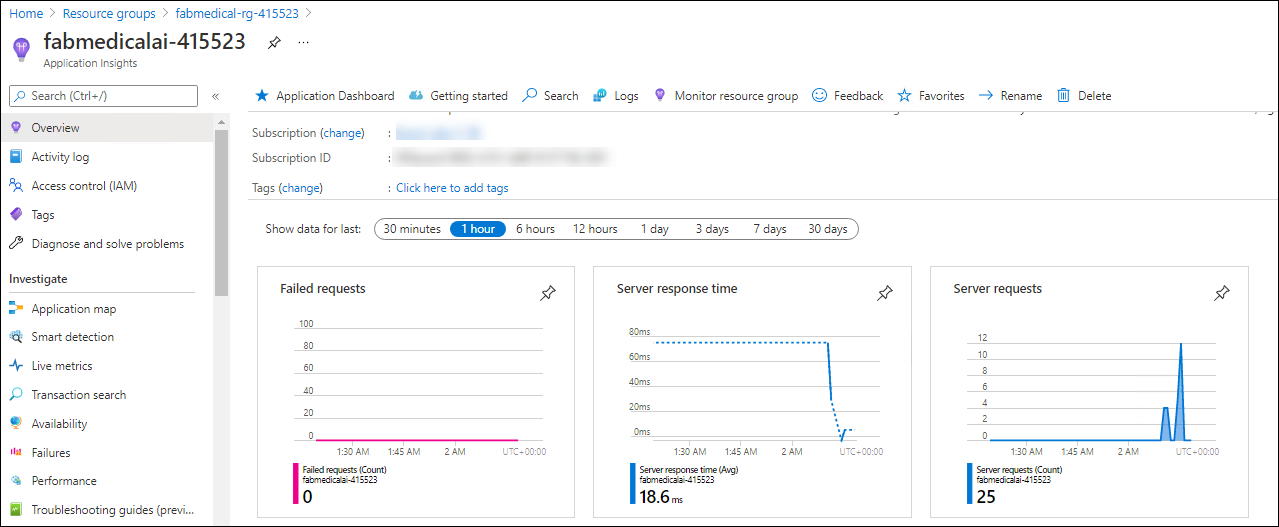 Home > Resource groups > fabmedical-rg-415523 >
fabmedicalai-415523 ...
Application Insights
Search (Ctrl+/) «
Application Dashboard Getting started Search Logs Monitor resource group Feedback Favorites Rename Delete
Overview
Activity log
Access control (IAM)
Tags
Diagnose and solve problems
Investigate
Application map
Smart detection
Live metrics
Transaction search
Availability
Failures
Performance
Troubleshooting guides (previ...
Subscription (change) :
Subscription ID :
Tags (change) : Click here to add tags
Show data for last: 30 minutes 1 hour 6 hours 12 hours 1 day 3 days 7 days 30 days
Failed requests
100
80
60
40
20
0
1:30 AM 1:45 AM 2 AM UTC+00:00
Failed requests (Count)
fabmedicalai-415523
0
Server response time
80ms
60ms
40ms
20ms
0ms
1:30 AM 1:45 AM 2 AM UTC+00:00
Server response time (Avg)
fabmedicalai-415523
18.6 ms
Server requests
12
10
8
6
4
2
0
1:30 AM 1:45 AM 2 AM UTC+00:00
Server requests (Count)
fabmedicalai-415523
25